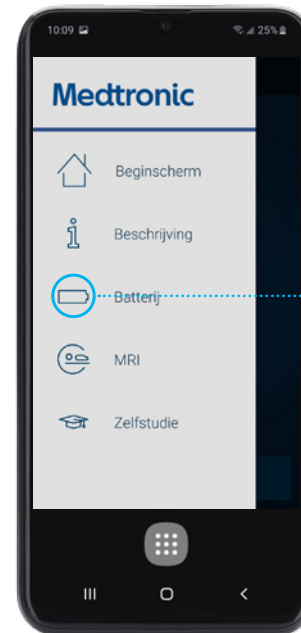 10:09 25%
Medtronic
Beginscherm
Beschrijving
Batterij
MRI
Zelfstudie